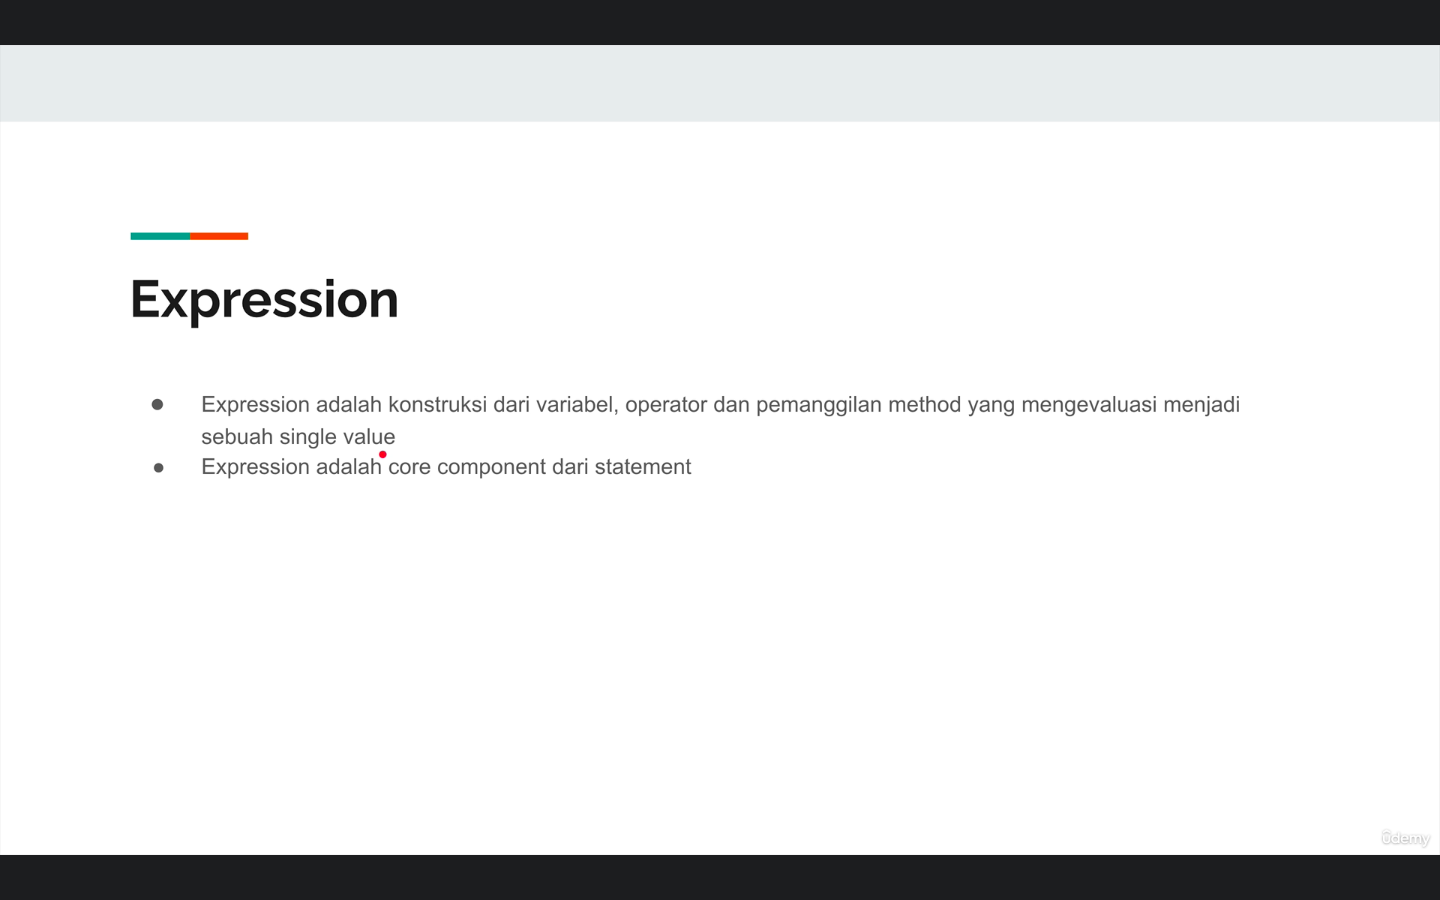 Expression
● Expression adalah konstruksi dari variabel, operator dan pemanggilan method yang mengevaluasi menjadi
sebuah single value
● Expression adalah core component dari statement
ûdemy